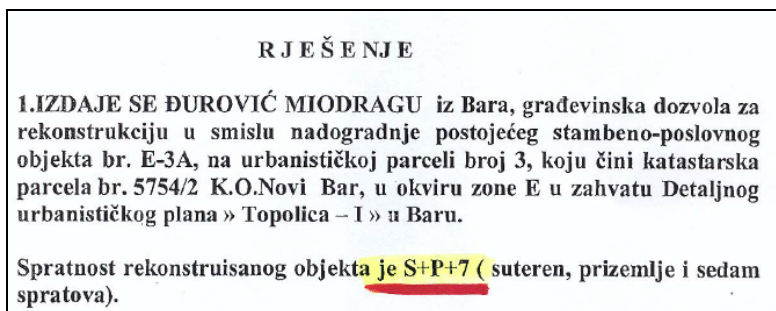 R J E Š E NJ E
1.IZDAJE SE ĐUROVIĆ MIODRAGU iz Bara, građevinska dozvola za
rekonstrukciju u smislu nadogradnje postojećeg stambeno-poslovnog
objekta br. E-3A, na urbanističkoj parceli broj 3, koju čini katastarska
parcela br. 5754/2 K.O.Novi Bar, u okviru zone E u zahvatu Detaljnog
urbanističkog plana » Topolica – I » u Baru.
Spratnost rekonstruisanog objekta je S+P+7 ( suteren, prizemlje i sedam
spratova).